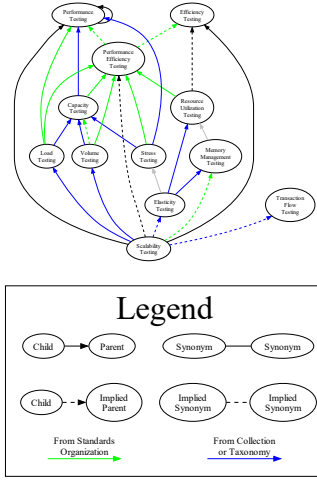 Performance
Testing
Efficiency
Testing
Performance
Efficiency
Testing
Capacity
Testing
Resource
Utilization
Testing
Load
Testing
Volume
Testing
Stress
Testing
Memory
Management
Testing
Elasticity
Testing
Transaction
Flow
Testing
Scalability
Testing
Legend
Child
Parent
Synonym
Synonym
Child
Implied
Parent
Implied
Synonym
Implied
Synonym
From Standards
Organization
From Collection
or Taxonomy